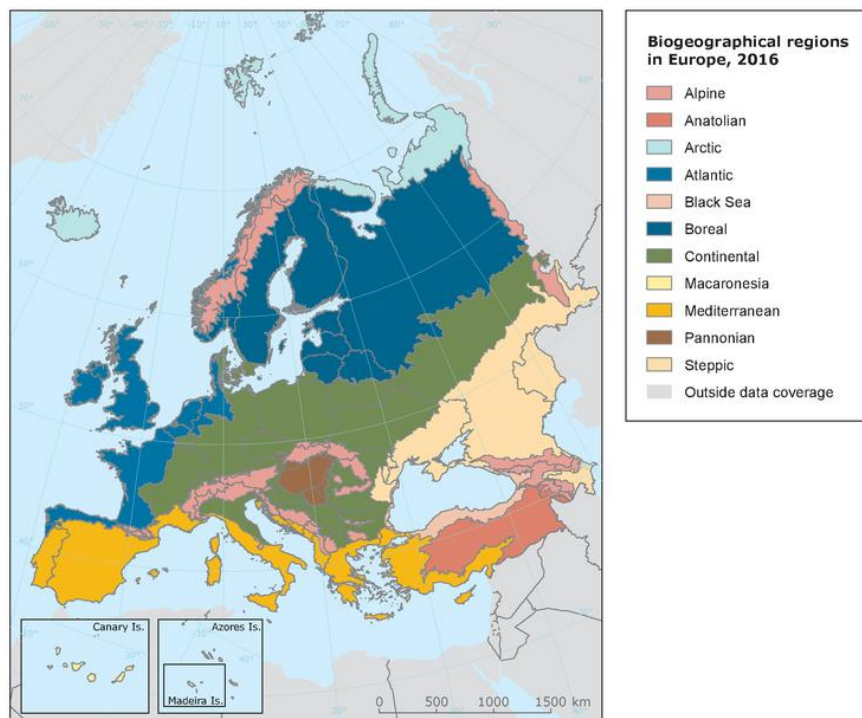 Biogeographical regions
in Europe, 2016
Alpine
Anatolian
Arctic
Atlantic
Black Sea
Boreal
Continental
Macaronesia
Mediterranean
Pannonian
Steppic
Outside data coverage
Canary Is.
Azores Is.
Madeira Is.
0 500 1000 1500 km